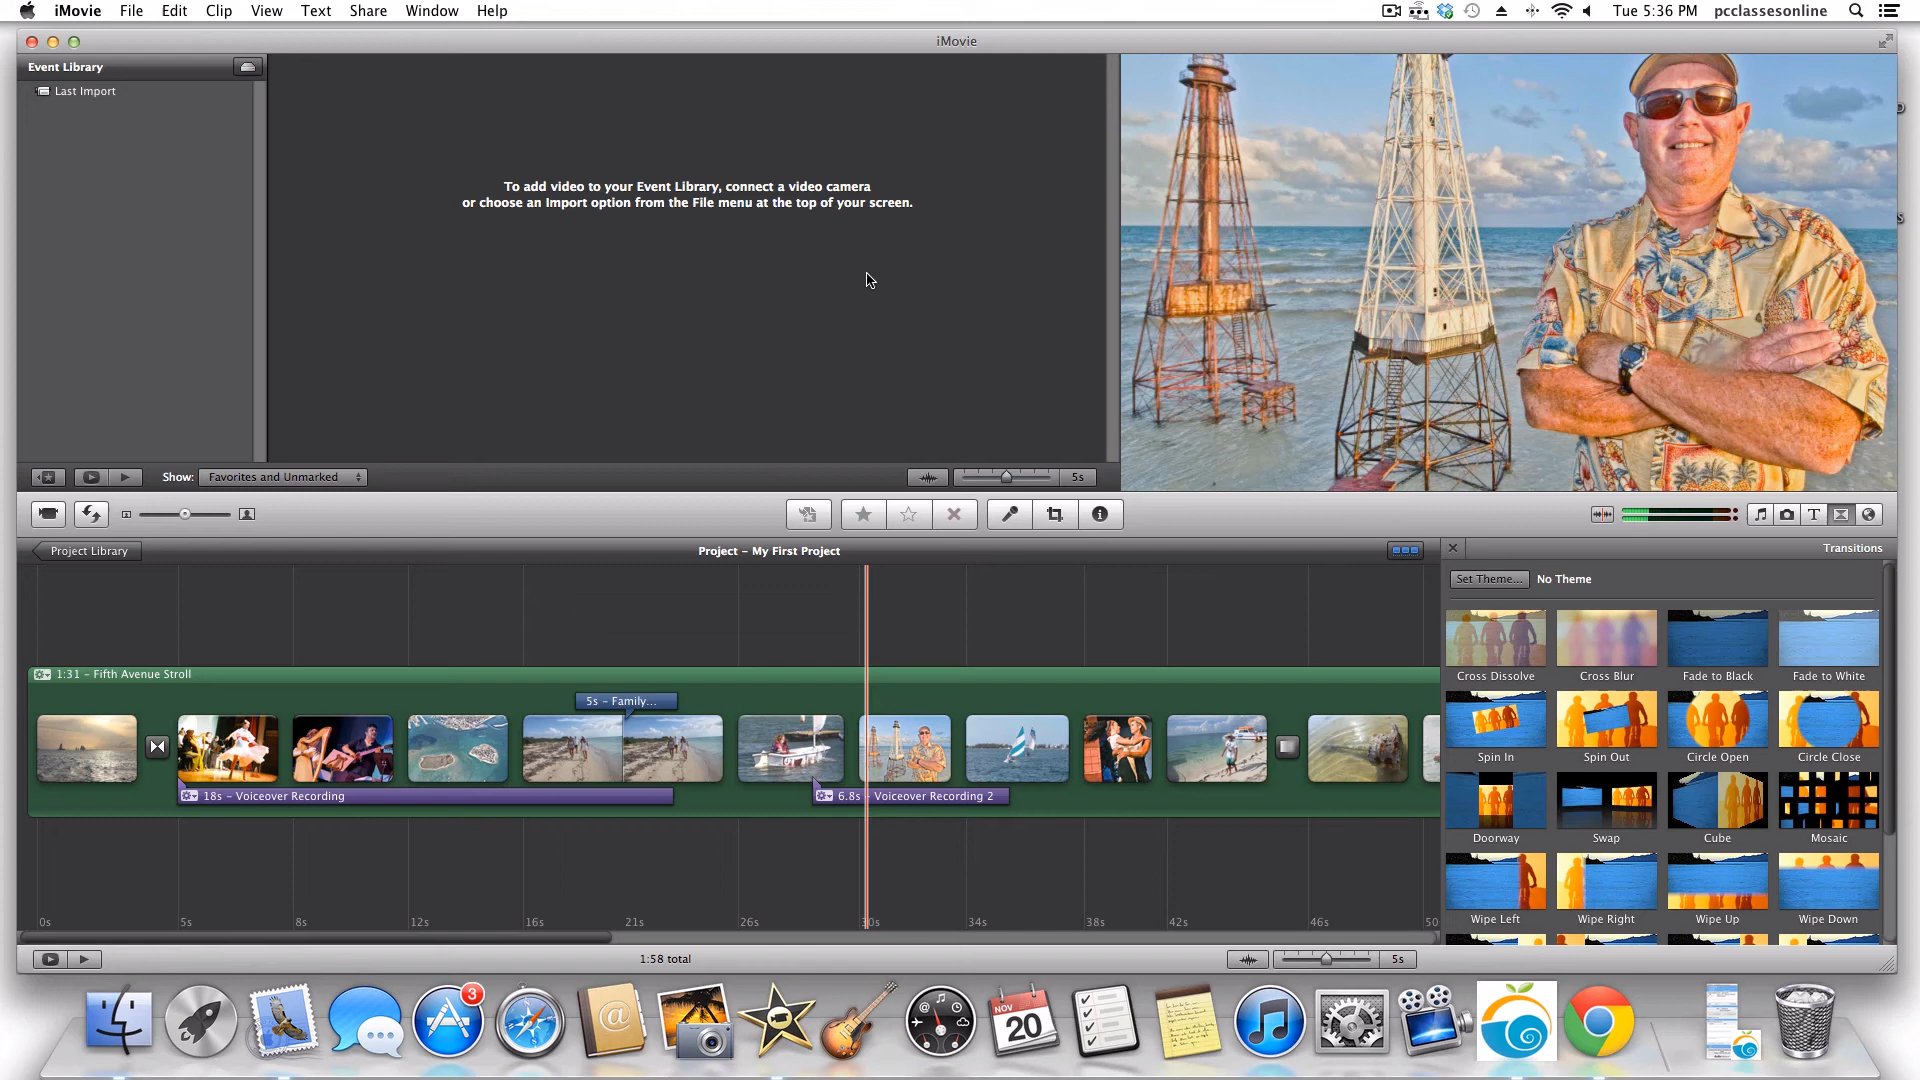 iMovie File Edit Clip View Text Share Window Help
Tue 5:36 PM pcclassesonline
iMovie
Event Library
Last Import
To add video to your Event Library, connect a video camera
or choose an Import option from the File menu at the top of your screen.
Show: Favorites and Unmarked
5s
T
Project Library
Project – My First Project
Transitions
Set Theme... No Theme
Cross Dissolve Cross Blur Fade to Black Fade to White
Spin In Spin Out Circle Open Circle Close
Doorway Swap Cube Mosaic
Wipe Left Wipe Right Wipe Up Wipe Down
1:31 – Fifth Avenue Stroll
5s – Family...
18s – Voiceover Recording
6.8s – Voiceover Recording 2
0s 5s 8s 12s 16s 21s 26s 30s 34s 38s 42s 46s 50
1:58 total
5s
3
NOV
20